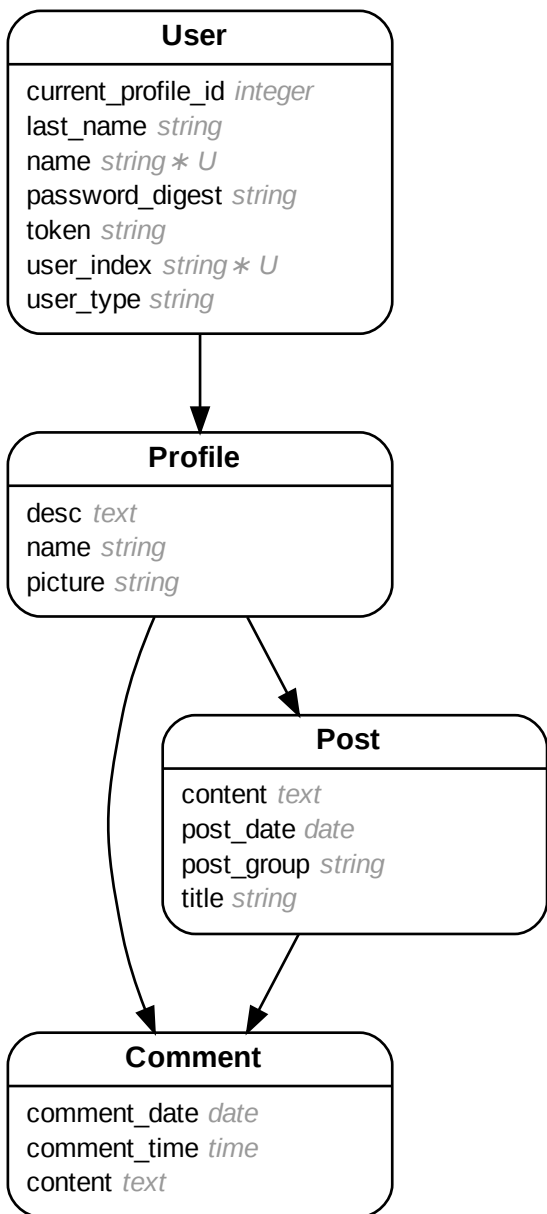 User
current_profile_id integer
last_name string
name string ∗ U
password_digest string
token string
user_index string ∗ U
user_type string
Profile
desc text
name string
picture string
Post
content text
post_date date
post_group string
title string
Comment
comment_date date
comment_time time
content text